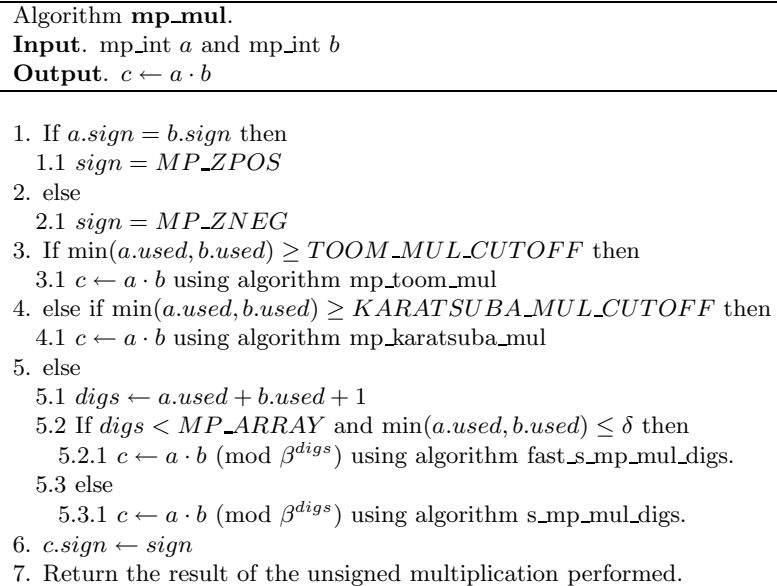 Algorithm mp_mul.
Input. mp_int a and mp_int b
Output. c ← a · b
1. If a.sign = b.sign then
1.1 sign = MP_ZPOS
2. else
2.1 sign = MP_ZNEG
3. If min(a.used, b.used) ≥ TOOM_MUL_CUTOFF then
3.1 c ← a · b using algorithm mp_toom_mul
4. else if min(a.used, b.used) ≥ KARATSUBA_MUL_CUTOFF then
4.1 c ← a · b using algorithm mp_karatsuba_mul
5. else
5.1 digs ← a.used + b.used + 1
5.2 If digs < MP_ARRAY and min(a.used, b.used) ≤ δ then
5.2.1 c ← a · b (mod β^{digs}) using algorithm fast_s_mp_mul_digs.
5.3 else
5.3.1 c ← a · b (mod β^{digs}) using algorithm s_mp_mul_digs.
6. c.sign ← sign
7. Return the result of the unsigned multiplication performed.